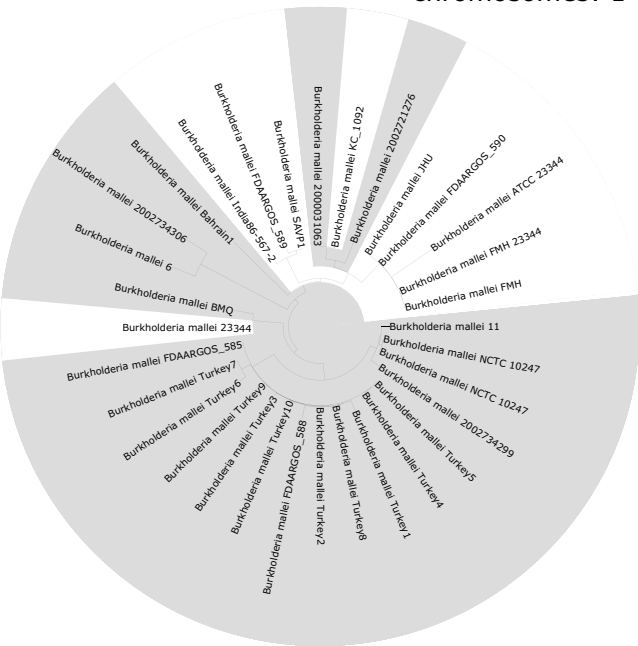 Burkholderia mallei 2000031063
Burkholderia mallei KC_1092
Burkholderia mallei 2002721276
Burkholderia mallei JHU
Burkholderia mallei FDAARGOS_590
Burkholderia mallei ATCC 23344
Burkholderia mallei FMH 23344
Burkholderia mallei FMH
Burkholderia mallei 11
Burkholderia mallei NCTC 10247
Burkholderia mallei NCTC 10247
Burkholderia mallei 2002734299
Burkholderia mallei Turkey5
Burkholderia mallei Turkey4
Burkholderia mallei Turkey1
Burkholderia mallei Turkey8
Burkholderia mallei Turkey2
Burkholderia mallei FDAARGOS_588
Burkholderia mallei Turkey10
Burkholderia mallei Turkey3
Burkholderia mallei Turkey9
Burkholderia mallei Turkey6
Burkholderia mallei Turkey7
Burkholderia mallei FDAARGOS_585
Burkholderia mallei 23344
Burkholderia mallei BMQ
Burkholderia mallei 6
Burkholderia mallei 2002734306
Burkholderia mallei Bahrain1
Burkholderia mallei India86-567-2
Burkholderia mallei FDAARGOS_589
Burkholderia mallei SAVP1